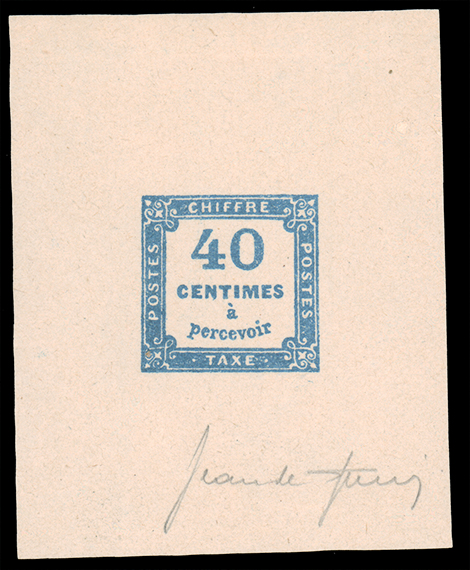 CHIFFRE
POSTES
40
CENTIMES
à
percevoir
POSTES
TAXE